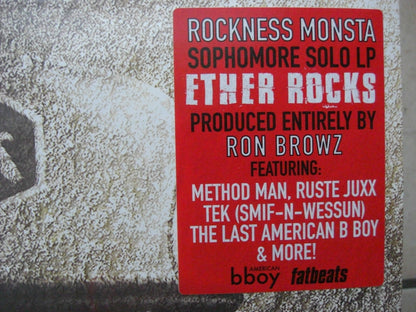 ROCKNESS MONSTA
SOPHOMORE SOLO LP
ETHER ROCKS
PRODUCED ENTIRELY BY
RON BROWZ
FEATURING:
METHOD MAN, RUSTE JUXX
TEK (SMIF-N-WESSUN)
THE LAST AMERICAN B BOY
& MORE!
AMERICAN
bboy fatbeats